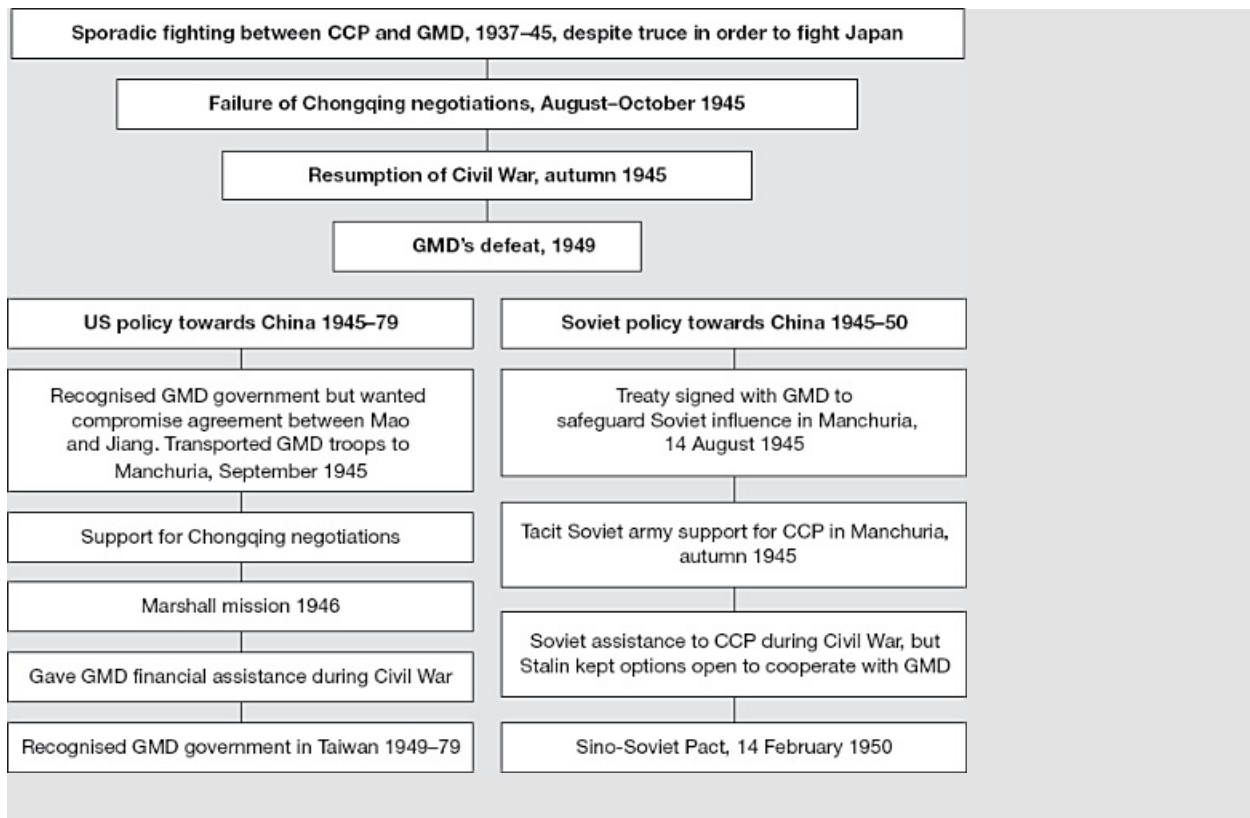 Sporadic fighting between CCP and GMD, 1937–45, despite truce in order to fight Japan
Failure of Chongqing negotiations, August–October 1945
Resumption of Civil War, autumn 1945
GMD's defeat, 1949
US policy towards China 1945–79
Recognised GMD government but wanted
compromise agreement between Mao
and Jiang. Transported GMD troops to
Manchuria, September 1945
Support for Chongqing negotiations
Marshall mission 1946
Gave GMD financial assistance during Civil War
Recognised GMD government in Taiwan 1949–79
Soviet policy towards China 1945–50
Treaty signed with GMD to
safeguard Soviet influence in Manchuria,
14 August 1945
Tacit Soviet army support for CCP in Manchuria,
autumn 1945
Soviet assistance to CCP during Civil War, but
Stalin kept options open to cooperate with GMD
Sino-Soviet Pact, 14 February 1950